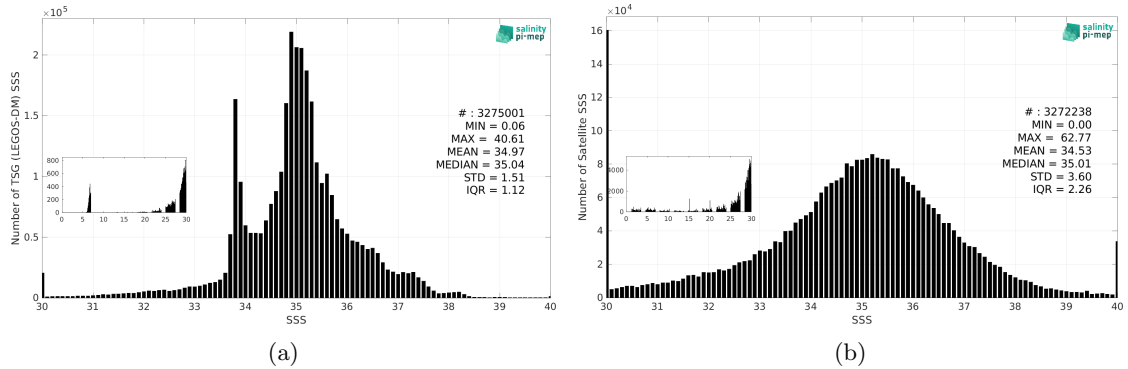 ×10⁵
salinity
pi-mep
2
1.5
1
0.5
0
Number of TSG (LEGOS-DM) SSS
# : 3275001
MIN = 0.06
MAX = 40.61
MEAN = 34.97
MEDIAN = 35.04
STD = 1.51
IQR = 1.12
800
600
400
200
0
0 5 10 15 20 25 30
30 31 32 33 34 35 36 37 38 39 40
SSS
(a)
×10⁴
salinity
pi-mep
16
14
12
10
8
6
4
2
0
Number of Satellite SSS
# : 3272238
MIN = 0.00
MAX = 62.77
MEAN = 34.53
MEDIAN = 35.01
STD = 3.60
IQR = 2.26
4000
2000
0
0 5 10 15 20 25 30
30 31 32 33 34 35 36 37 38 39 40
SSS
(b)